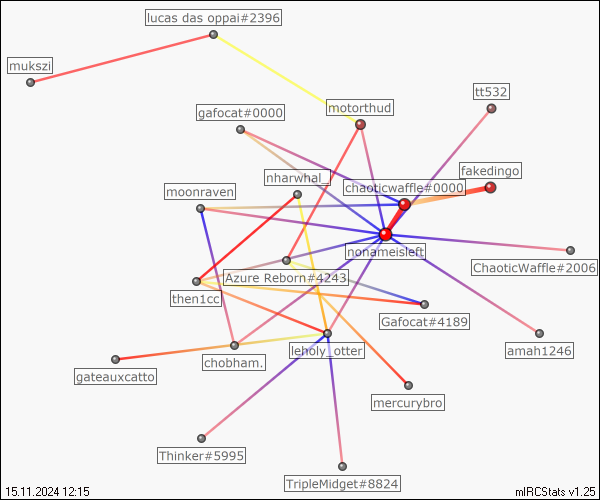 lucas das oppai#2396
mukszi
tt532
motorthud
gafocat#0000
fakedingo
nharwhal_
chaoticwaffle#0000
moonraven
nonameisleft
ChaoticWaffle#2006
Azure Reborn#4243
then1cc
Gafocat#4189
leholy_otter
amah1246
chobham.
gateauxcatto
mercurybro
Thinker#5995
TripleMidget#8824
15.11.2024 12:15
mIRCStats v1.25